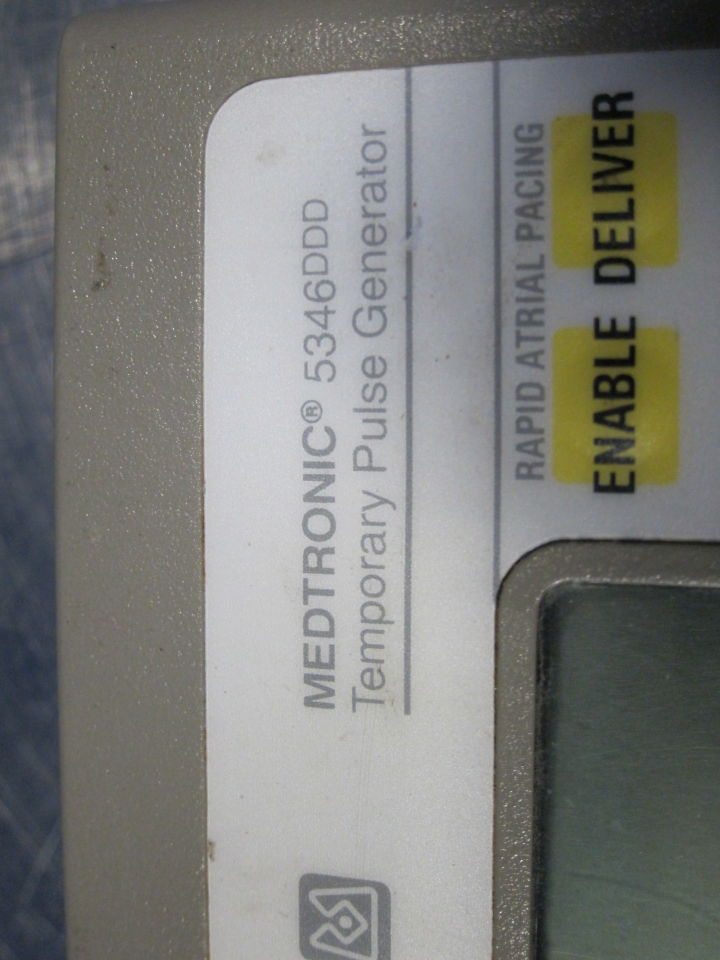 MEDTRONIC® 5346DDD
Temporary Pulse Generator
RAPID ATRIAL PACING
ENABLE DELIVER